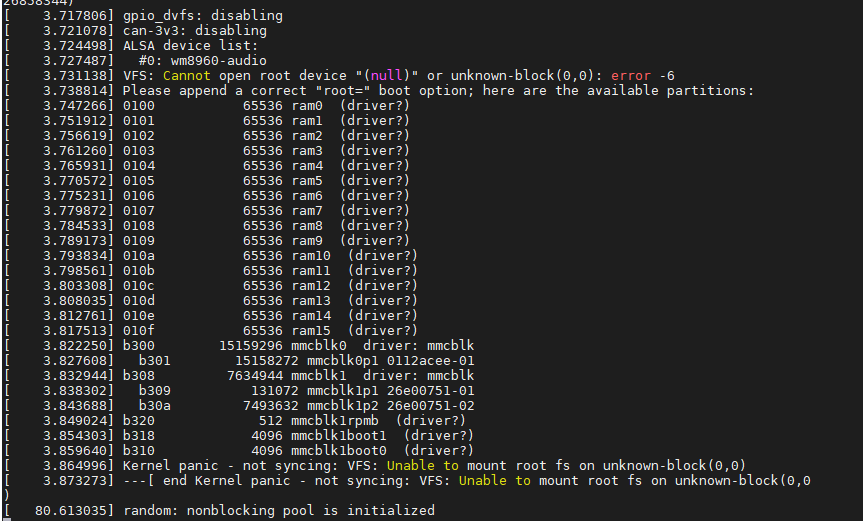 26858344)
[    3.717806] gpio_dvfs: disabling
[    3.721078] can-3v3: disabling
[    3.724498] ALSA device list:
[    3.727487]   #0: wm8960-audio
[    3.731138] VFS: Cannot open root device "(null)" or unknown-block(0,0): error -6
[    3.738814] Please append a correct "root=" boot option; here are the available partitions:
[    3.747266] 0100           65536 ram0  (driver?)
[    3.751912] 0101           65536 ram1  (driver?)
[    3.756619] 0102           65536 ram2  (driver?)
[    3.761260] 0103           65536 ram3  (driver?)
[    3.765931] 0104           65536 ram4  (driver?)
[    3.770572] 0105           65536 ram5  (driver?)
[    3.775231] 0106           65536 ram6  (driver?)
[    3.779872] 0107           65536 ram7  (driver?)
[    3.784533] 0108           65536 ram8  (driver?)
[    3.789173] 0109           65536 ram9  (driver?)
[    3.793834] 010a           65536 ram10  (driver?)
[    3.798561] 010b           65536 ram11  (driver?)
[    3.803308] 010c           65536 ram12  (driver?)
[    3.808035] 010d           65536 ram13  (driver?)
[    3.812761] 010e           65536 ram14  (driver?)
[    3.817513] 010f           65536 ram15  (driver?)
[    3.822250] b300        15159296 mmcblk0  driver: mmcblk
[    3.827608]   b301        15158272 mmcblk0p1 0112acee-01
[    3.832944] b308         7634944 mmcblk1  driver: mmcblk
[    3.838302]   b309          131072 mmcblk1p1 26e00751-01
[    3.843688]   b30a         7493632 mmcblk1p2 26e00751-02
[    3.849024] b320             512 mmcblk1rpmb  (driver?)
[    3.854303] b318            4096 mmcblk1boot1  (driver?)
[    3.859640] b310            4096 mmcblk1boot0  (driver?)
[    3.864996] Kernel panic - not syncing: VFS: Unable to mount root fs on unknown-block(0,0)
[    3.873273] ---[ end Kernel panic - not syncing: VFS: Unable to mount root fs on unknown-block(0,0
)
[   80.613035] random: nonblocking pool is initialized